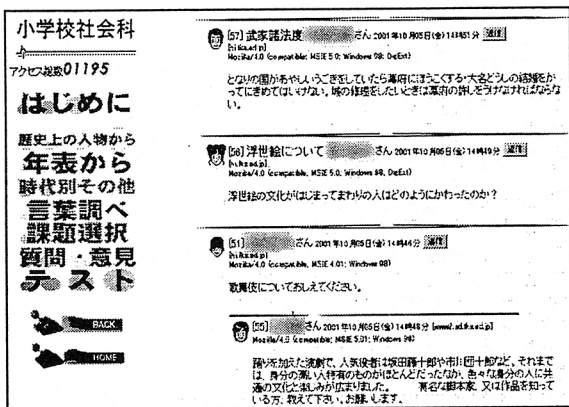 小学校社会科
アクセス総数01195
はじめに
歴史上の人物から
年表から
時代別その他
言葉調べ
課題選択
質問・意見
テスト
BACK
HOME
[57] 武家諸法度 さん 2001年10月05日(金) 14時51分 返信
Mozilla/4.0 (compatible; MSIE 5.0; Windows 98; DigExt)
となりの国があやしいうごきをしていたら幕府にほうこくする・大名どうしの結婚をか
ってにきめてはいけない。城の修理をしたいときは幕府の許しをうけなければならな
い。
[56] 浮世絵について さん 2001年10月05日(金) 14時49分 返信
Mozilla/4.0 (compatible; MSIE 5.0; Windows 98; DigExt)
浮世絵の文化がはじまってまわりの人はどのようにかわったのか？
[51] さん 2001年10月05日(金) 14時44分 返信
Mozilla/4.0 (compatible; MSIE 4.01; Windows 98)
歌舞伎についておしえてください。
[55] さん 2001年10月05日(金) 14時48分
Mozilla/4.0 (compatible; MSIE 5.01; Windows 98)
踊りを加えた演劇で、人気役者は坂田藤十郎や市川団十郎など、それまで
は、身分の高い人特有のものがほとんどだったなが、色々な身分の人に共
通の文化と楽しみが広まりました。 有名な脚本家、又は作品を知って
いる方、教えて下さい。お願いします。